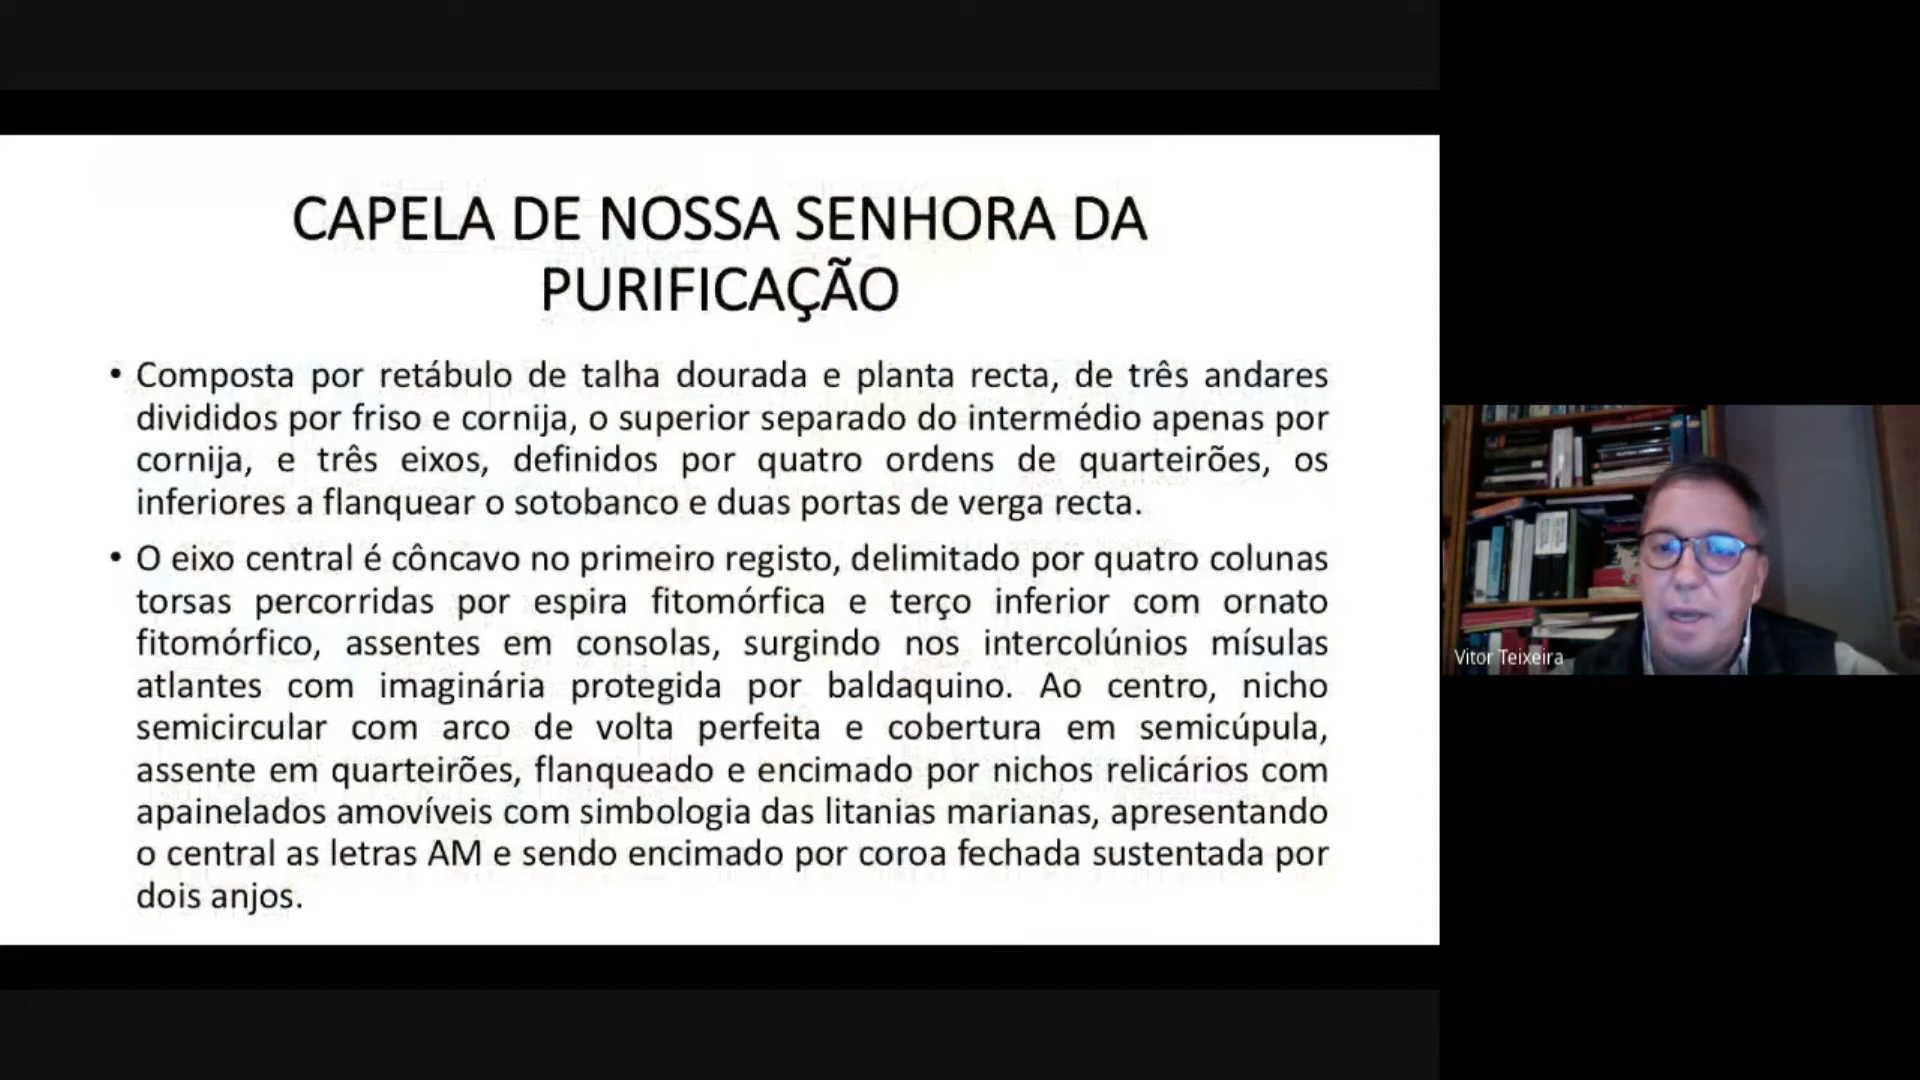 CAPELA DE NOSSA SENHORA DA
PURIFICAÇÃO
• Composta por retábulo de talha dourada e planta recta, de três andares
divididos por friso e cornija, o superior separado do intermédio apenas por
cornija, e três eixos, definidos por quatro ordens de quarteirões, os
inferiores a flanquear o sotobanco e duas portas de verga recta.
• O eixo central é côncavo no primeiro registo, delimitado por quatro colunas
torsas percorridas por espira fitomórfica e terço inferior com ornato
fitomórfico, assentes em consolas, surgindo nos intercolúnios mísulas
atlantes com imaginária protegida por baldaquino. Ao centro, nicho
semicircular com arco de volta perfeita e cobertura em semicúpula,
assente em quarteirões, flanqueado e encimado por nichos relicários com
apainelados amovíveis com simbologia das litanias marianas, apresentando
o central as letras AM e sendo encimado por coroa fechada sustentada por
dois anjos.
Vitor Teixeira